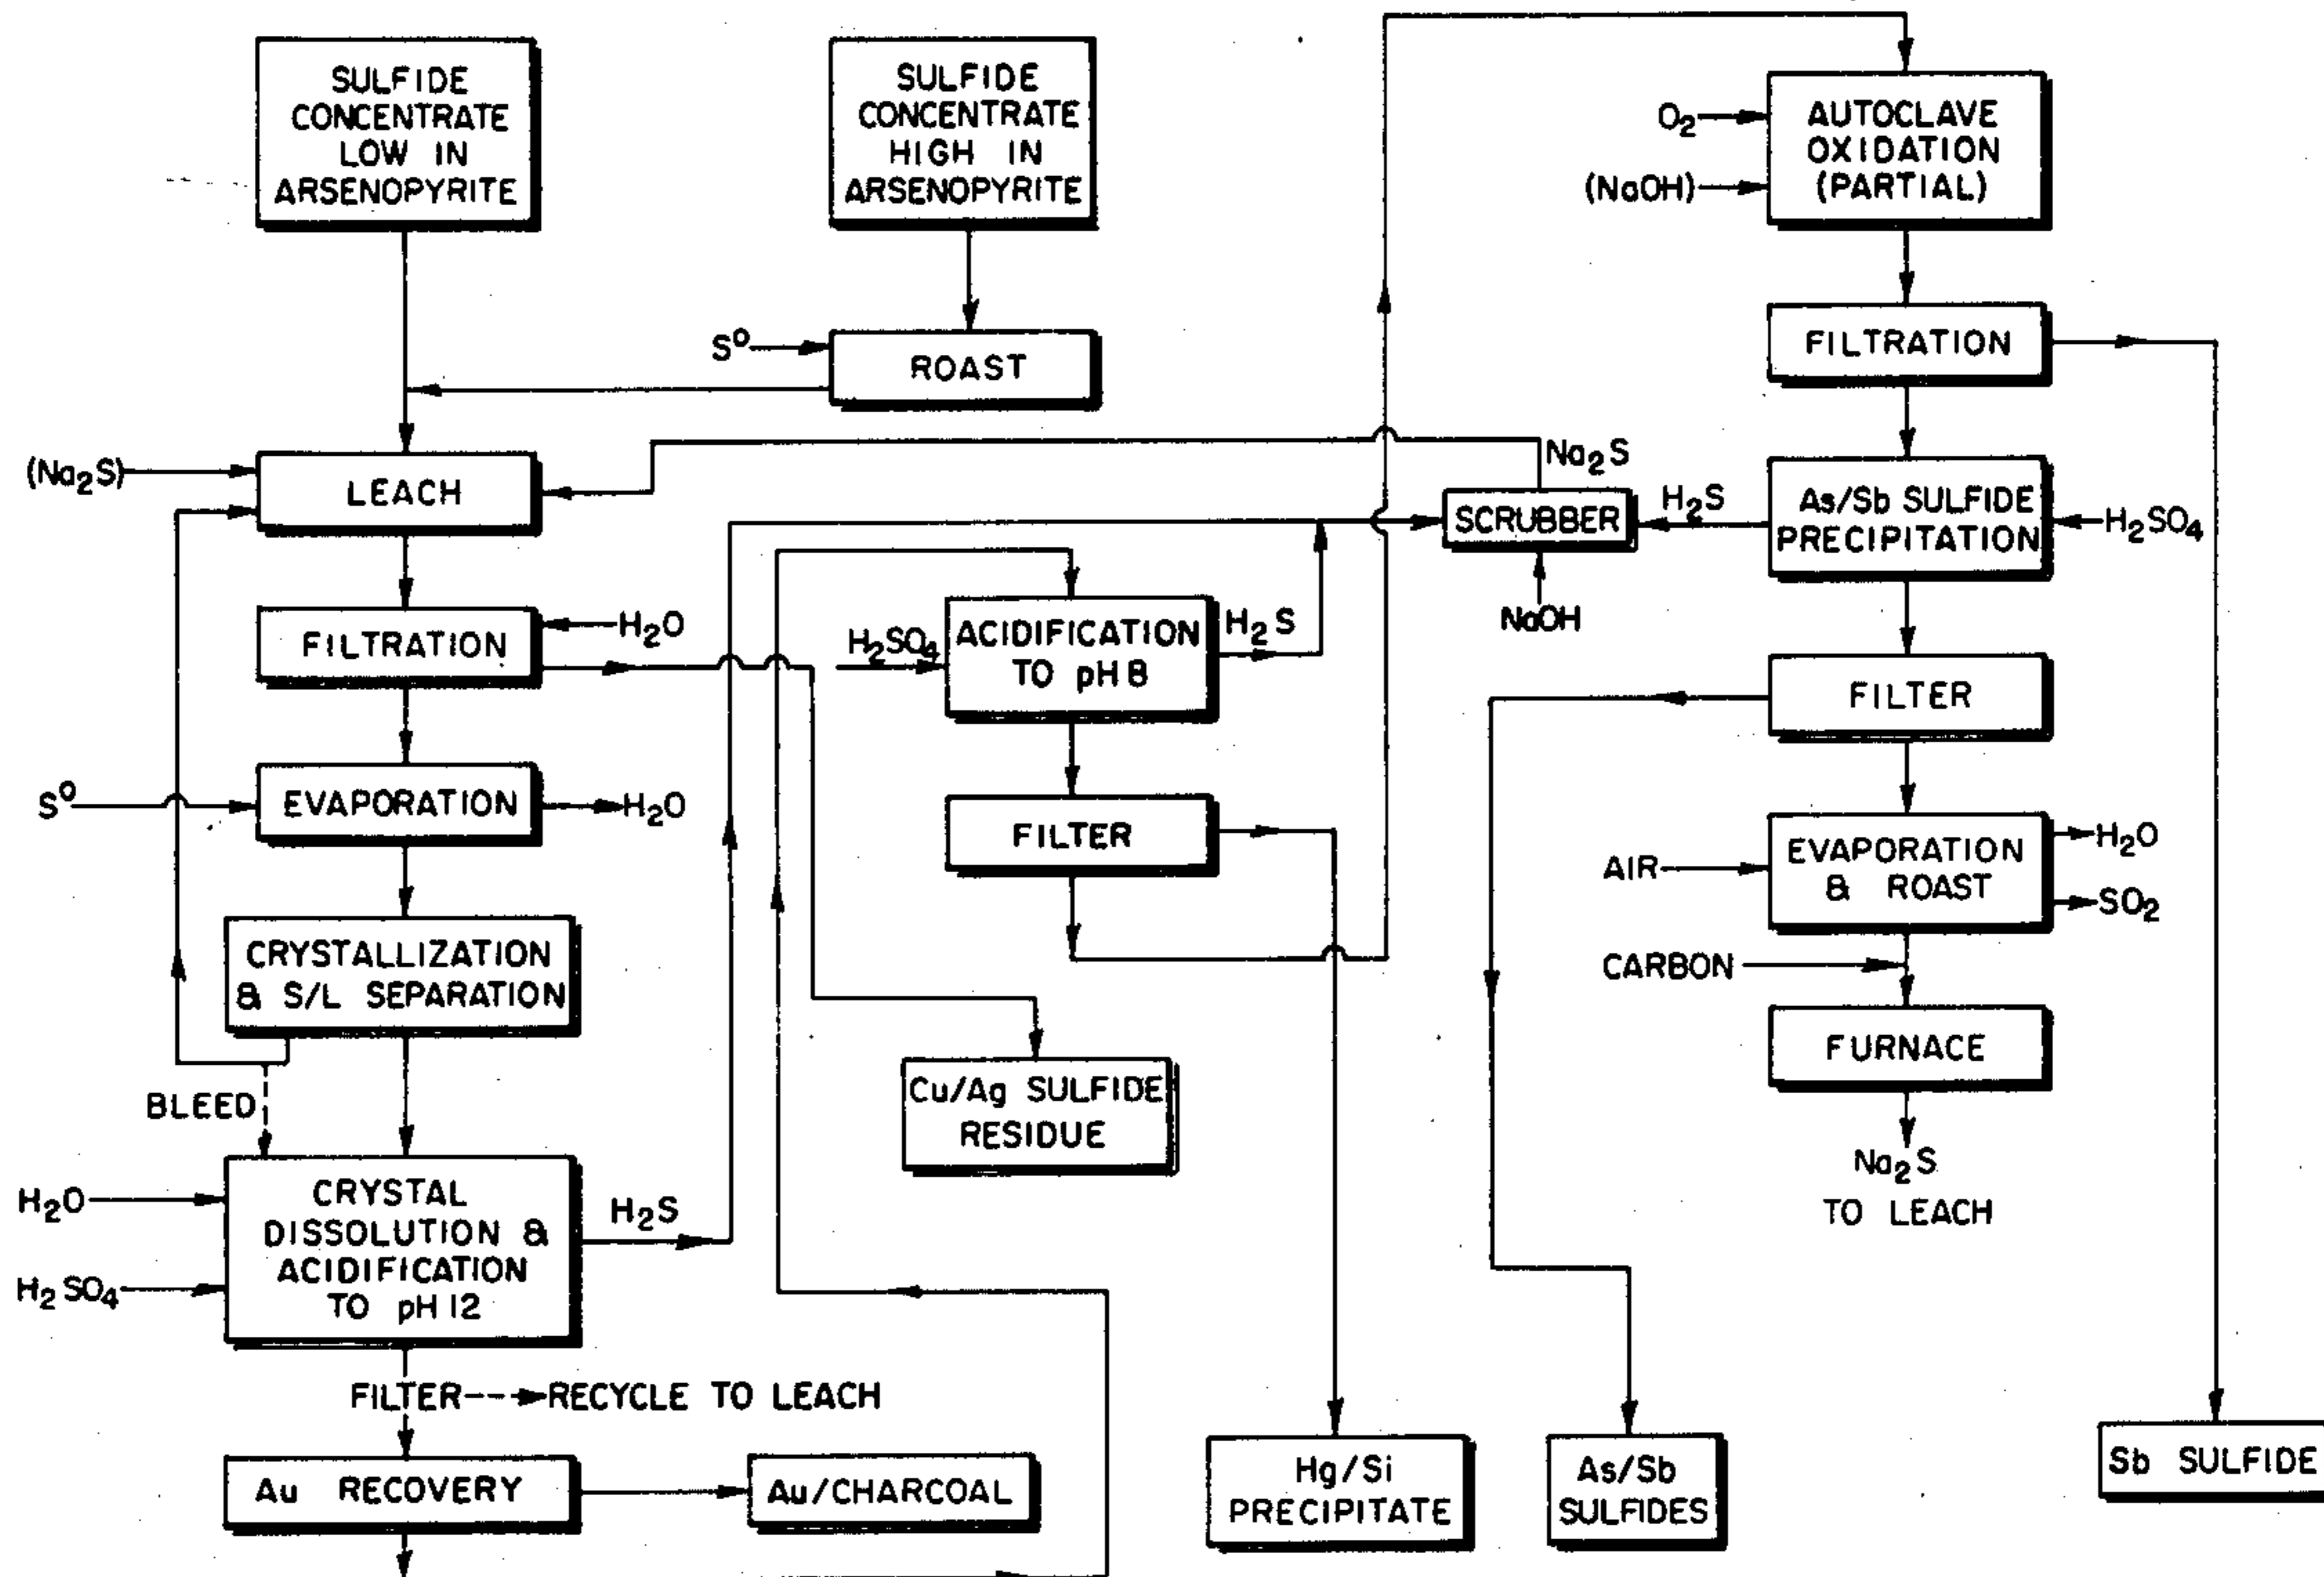 SULFIDE
CONCENTRATE
LOW IN
ARSENOPYRITE
SULFIDE
CONCENTRATE
HIGH IN
ARSENOPYRITE
S⁰
ROAST
(Na₂S)
LEACH
FILTRATION
H₂O
S⁰
EVAPORATION
H₂O
CRYSTALLIZATION
& S/L SEPARATION
BLEED
H₂O
H₂SO₄
CRYSTAL
DISSOLUTION &
ACIDIFICATION
TO pH 12
H₂S
FILTER
RECYCLE TO LEACH
Au RECOVERY
Au/CHARCOAL
H₂SO₄
ACIDIFICATION
TO pH 8
H₂S
FILTER
Cu/Ag SULFIDE
RESIDUE
Hg/Si
PRECIPITATE
Na₂S
SCRUBBER
NaOH
H₂S
O₂
(NaOH)
AUTOCLAVE
OXIDATION
(PARTIAL)
FILTRATION
As/Sb SULFIDE
PRECIPITATION
H₂SO₄
FILTER
AIR
EVAPORATION
& ROAST
H₂O
SO₂
CARBON
FURNACE
Na₂S
TO LEACH
As/Sb
SULFIDES
Sb SULFIDE